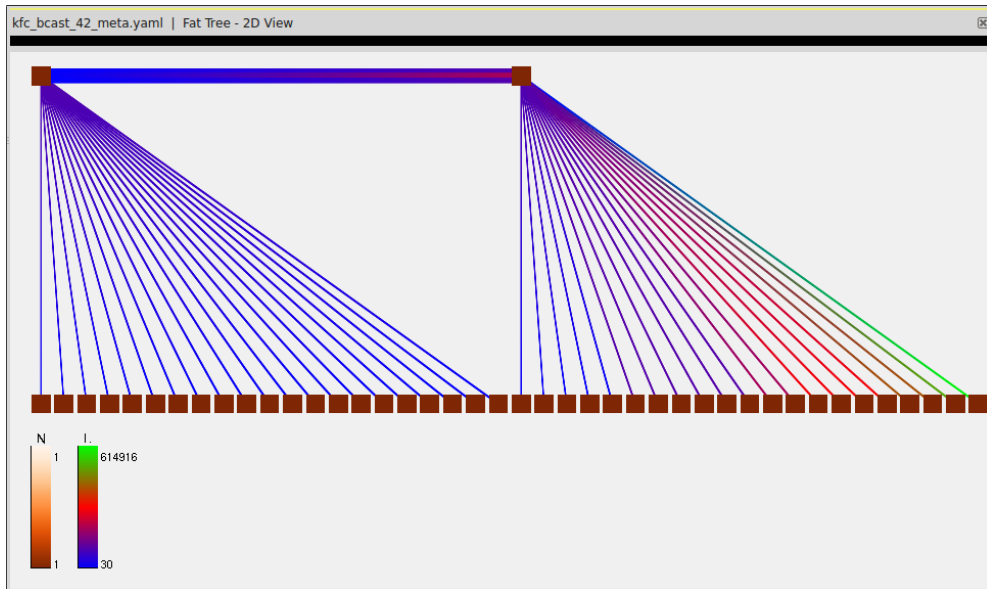 kfc_bcast_42_meta.yaml | Fat Tree - 2D View
N I.
1 614916
1 30